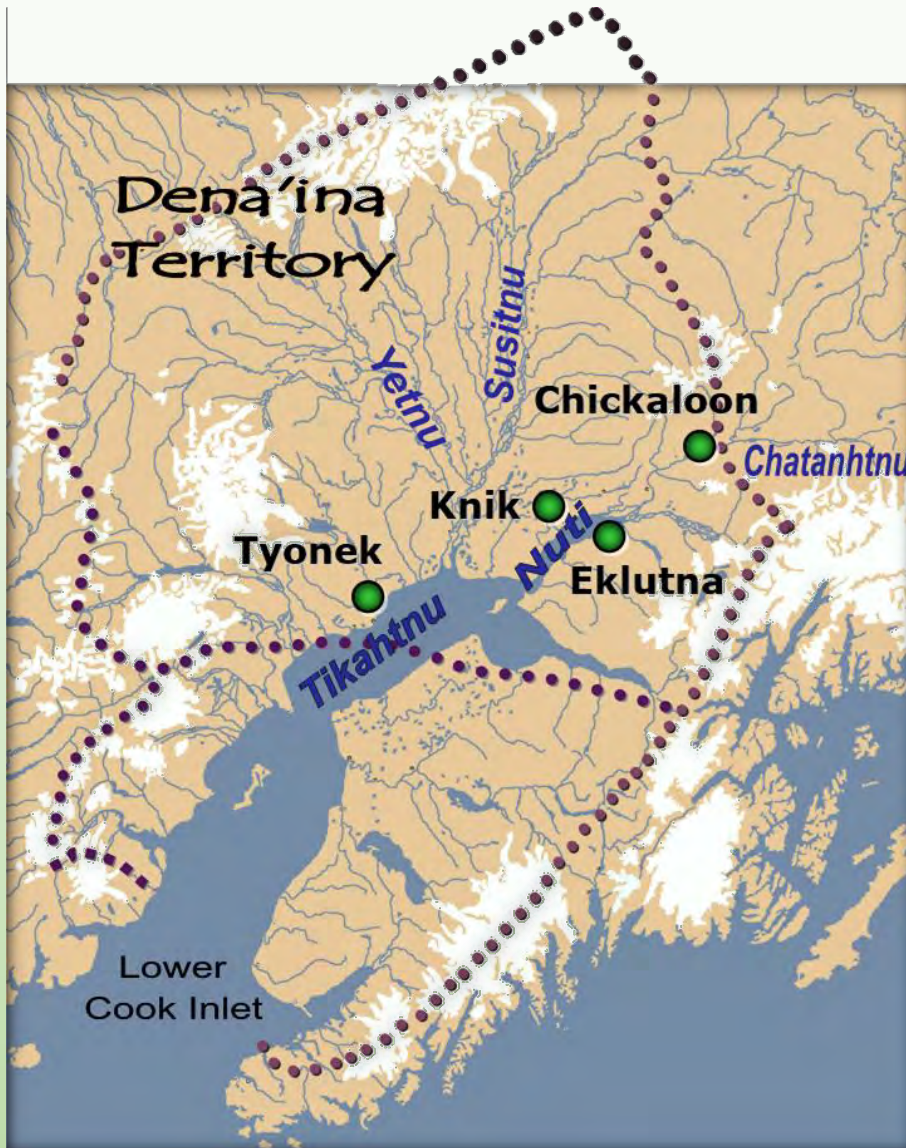 Dena'ina
Territory
Susitnu
Yetnu
Chickaloon
Chatanhtnu
Knik
Nuti
Tyonek
Eklutna
Tikahtnu
Lower
Cook Inlet